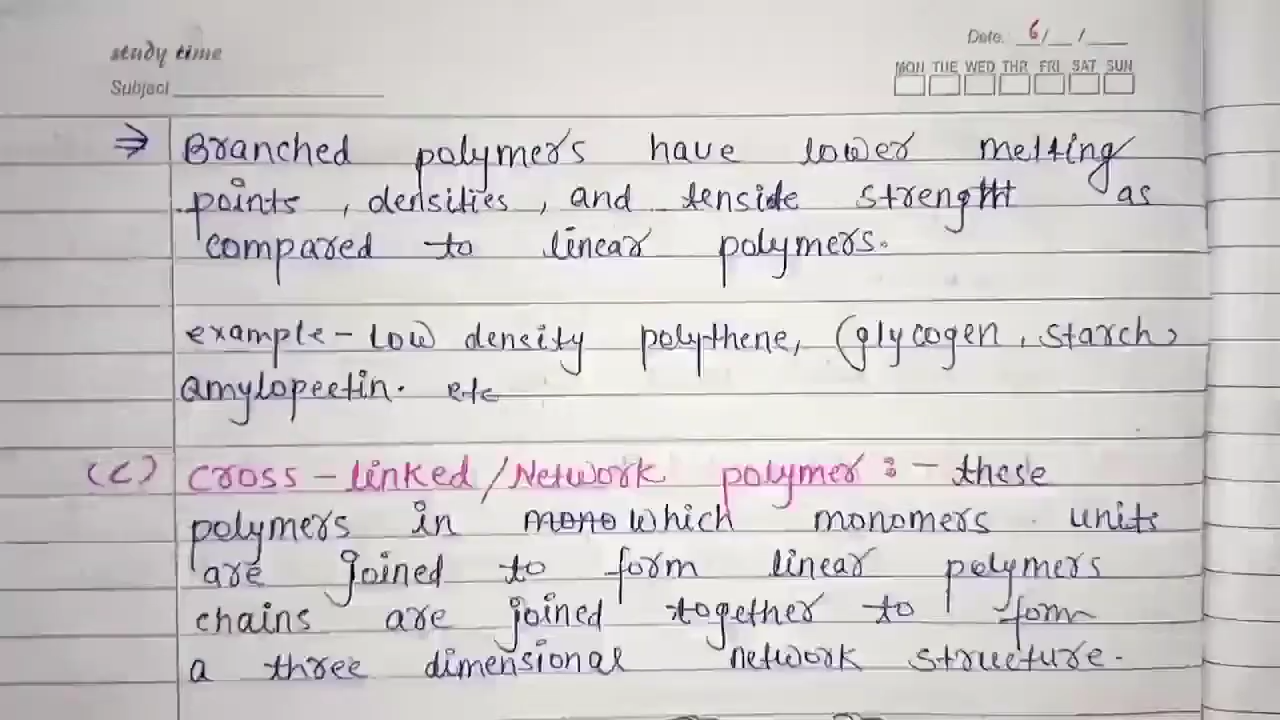 study time
Date. 6/__/___
Subject
MON TUE WED THR FRI SAT SUN
⇒ Branched polymers have lower melting
points, densities, and tenside strength as
compared to linear polymers.
example - Low density polythene, (glycogen, starch,
amylopectin. etc
(C) cross-linked/Network polymer :- these
polymers in mono which monomers units
are joined to form linear polymers
chains are joined together to form
a three dimensional network structure.